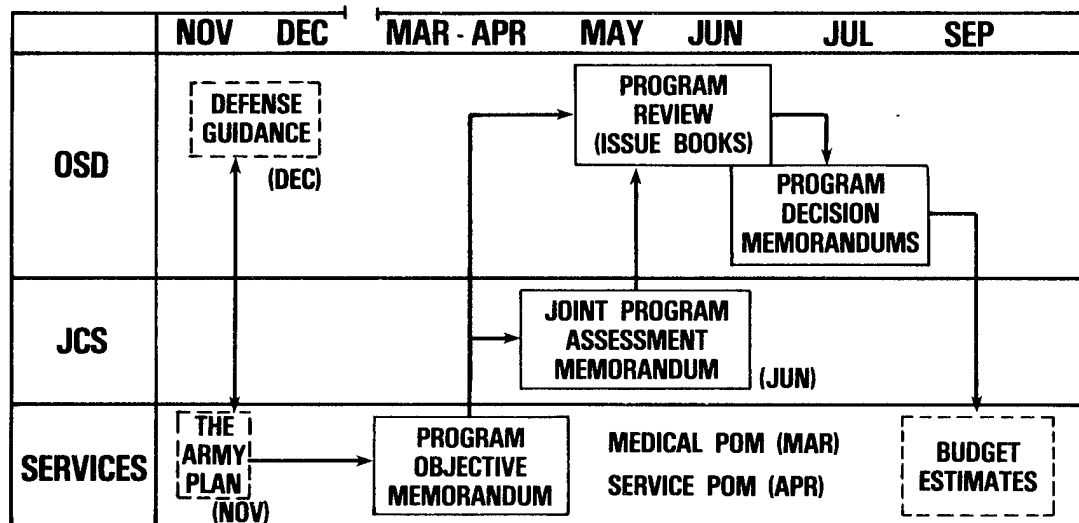 NOV DEC MAR - APR MAY JUN JUL SEP
OSD
DEFENSE
GUIDANCE
(DEC)
PROGRAM
REVIEW
(ISSUE BOOKS)
PROGRAM
DECISION
MEMORANDUMS
JCS
JOINT PROGRAM
ASSESSMENT
MEMORANDUM
(JUN)
SERVICES
THE
ARMY
PLAN
(NOV)
PROGRAM
OBJECTIVE
MEMORANDUM
MEDICAL POM (MAR)
SERVICE POM (APR)
BUDGET
ESTIMATES